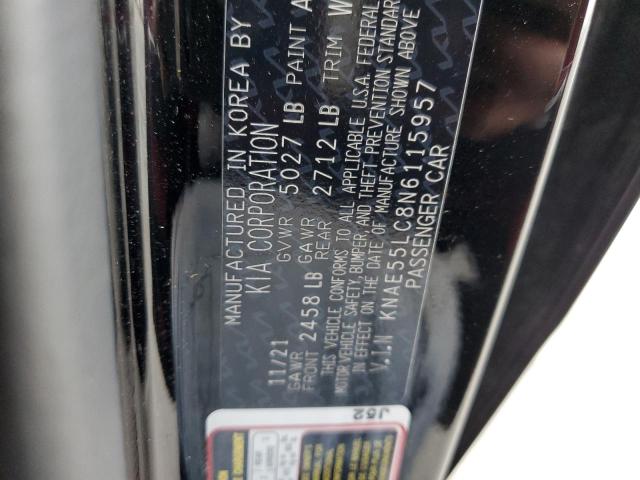 MANUFACTURED IN KOREA BY
KIA CORPORATION
11/21 GVWR 5027 LB PAINT A
GAWR FRONT 2458 LB GAWR REAR 2712 LB TRIM W
THIS VEHICLE CONFORMS TO ALL APPLICABLE U.S.A. FEDERAL
MOTOR VEHICLE SAFETY, BUMPER, AND THEFT PREVENTION STANDAR
IN EFFECT ON THE DATE OF MANUFACTURE SHOWN ABOVE
V.I.N KNAE55LC8N6115957
PASSENGER CAR
J52